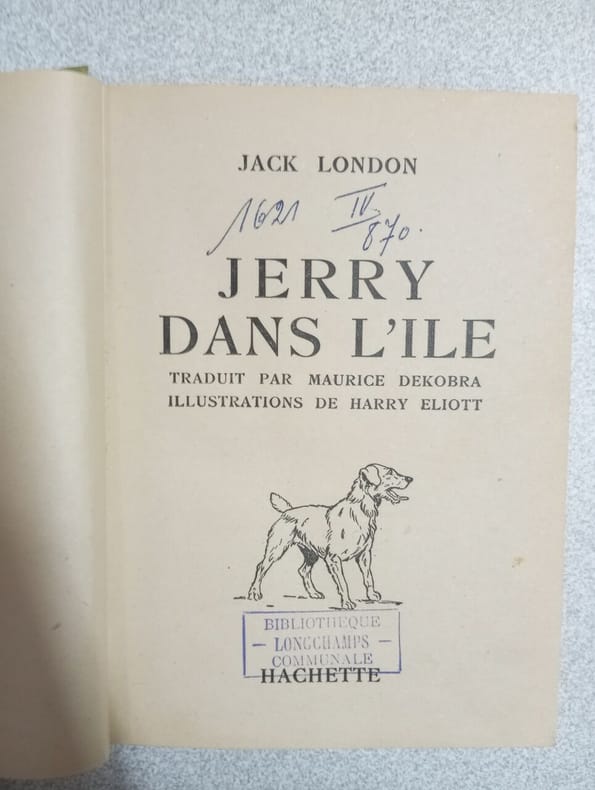 JACK LONDON
1621 IV
870.
JERRY
DANS L'ILE
TRADUIT PAR MAURICE DEKOBRA
ILLUSTRATIONS DE HARRY ELIOTT
BIBLIOTHEQUE
— LONGCHAMPS —
COMMUNALE
HACHETTE